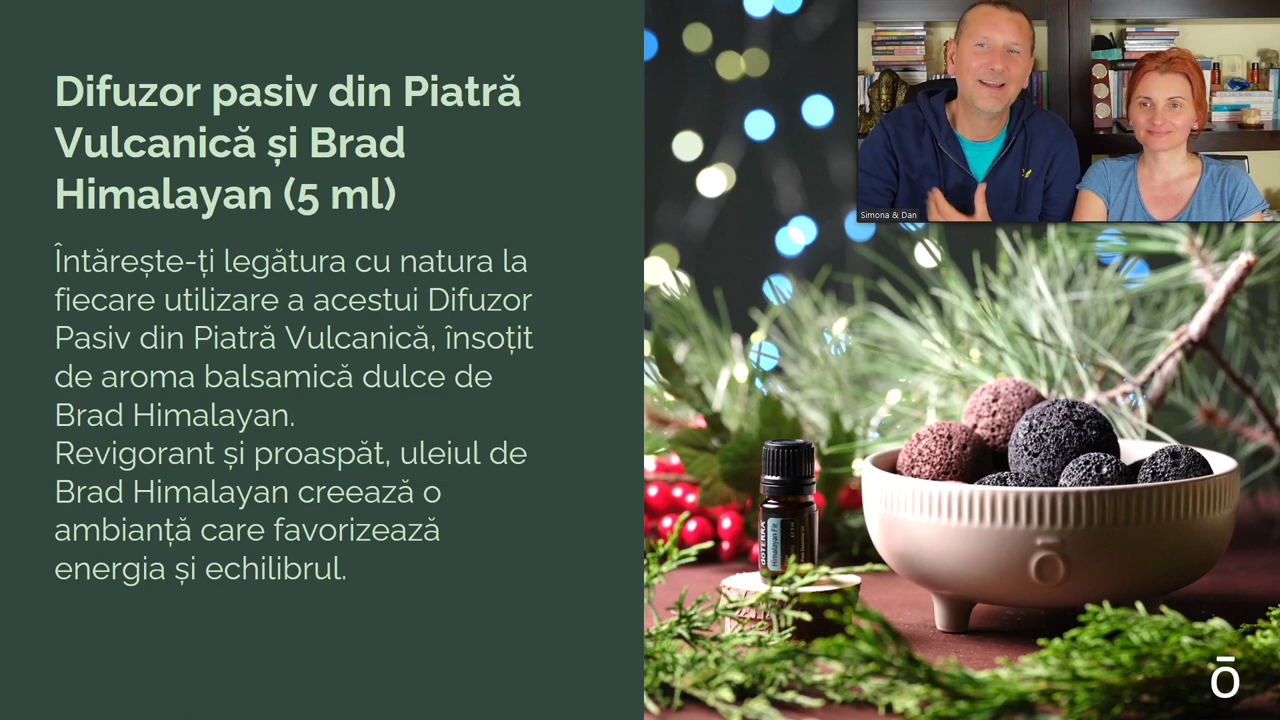 Difuzor pasiv din Piatră
Vulcanică și Brad
Himalayan (5 ml)
Întărește-ți legătura cu natura la
fiecare utilizare a acestui Difuzor
Pasiv din Piatră Vulcanică, însoțit
de aroma balsamică dulce de
Brad Himalayan.
Revigorant și proaspăt, uleiul de
Brad Himalayan creează o
ambianță care favorizează
energia și echilibrul.
Simona & Dan
dōTERRA
Himalayan Fir
ō
ō